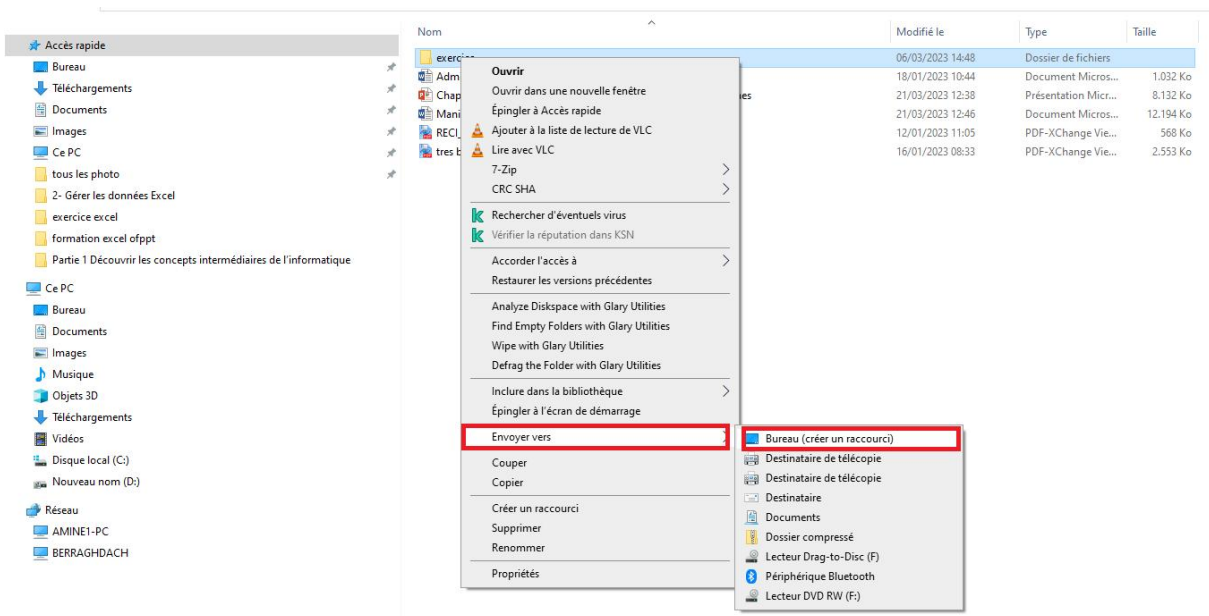 Nom Modifié le Type Taille
Accès rapide
Bureau
Téléchargements
Documents
Images
Ce PC
tous les photo
2- Gérer les données Excel
exercice excel
formation excel ofppt
Partie 1 Découvrir les concepts intermédiaires de l'informatique
Ce PC
Bureau
Documents
Images
Musique
Objets 3D
Téléchargements
Vidéos
Disque local (C:)
Nouveau nom (D:)
Réseau
AMINE1-PC
BERRAGHDACH
exercice 06/03/2023 14:48 Dossier de fichiers
Adm 18/01/2023 10:44 Document Micros... 1.032 Ko
Chap es 21/03/2023 12:38 Présentation Micr... 8.132 Ko
Mani 21/03/2023 12:46 Document Micros... 12.194 Ko
RECI_ 12/01/2023 11:05 PDF-XChange Vie... 568 Ko
tres b 16/01/2023 08:33 PDF-XChange Vie... 2.553 Ko
Ouvrir
Ouvrir dans une nouvelle fenêtre
Épingler à Accès rapide
Ajouter à la liste de lecture de VLC
Lire avec VLC
7-Zip
CRC SHA
Rechercher d'éventuels virus
Vérifier la réputation dans KSN
Accorder l'accès à
Restaurer les versions précédentes
Analyze Diskspace with Glary Utilities
Find Empty Folders with Glary Utilities
Wipe with Glary Utilities
Defrag the Folder with Glary Utilities
Inclure dans la bibliothèque
Épingler à l'écran de démarrage
Envoyer vers
Couper
Copier
Créer un raccourci
Supprimer
Renommer
Propriétés
Bureau (créer un raccourci)
Destinataire de télécopie
Destinataire de télécopie
Destinataire
Documents
Dossier compressé
Lecteur Drag-to-Disc (F)
Périphérique Bluetooth
Lecteur DVD RW (F:)